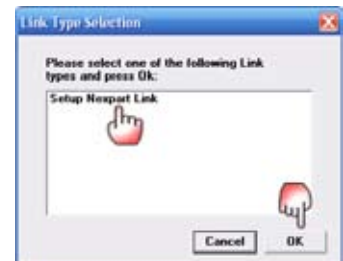 Link Type Selection
Please select one of the following Link
types and press Ok:
Setup Nexpart Link
Cancel
OK